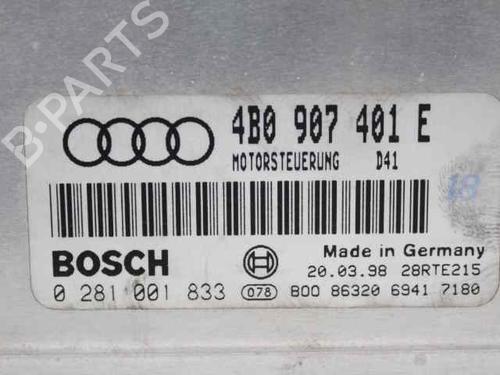 B-PARTS
4B0 907 401 E
MOTORSTEUERUNG D41
18
BOSCH
Made in Germany
20.03.98 28RTE215
0 281 001 833 078 B00 86320 6941 7180